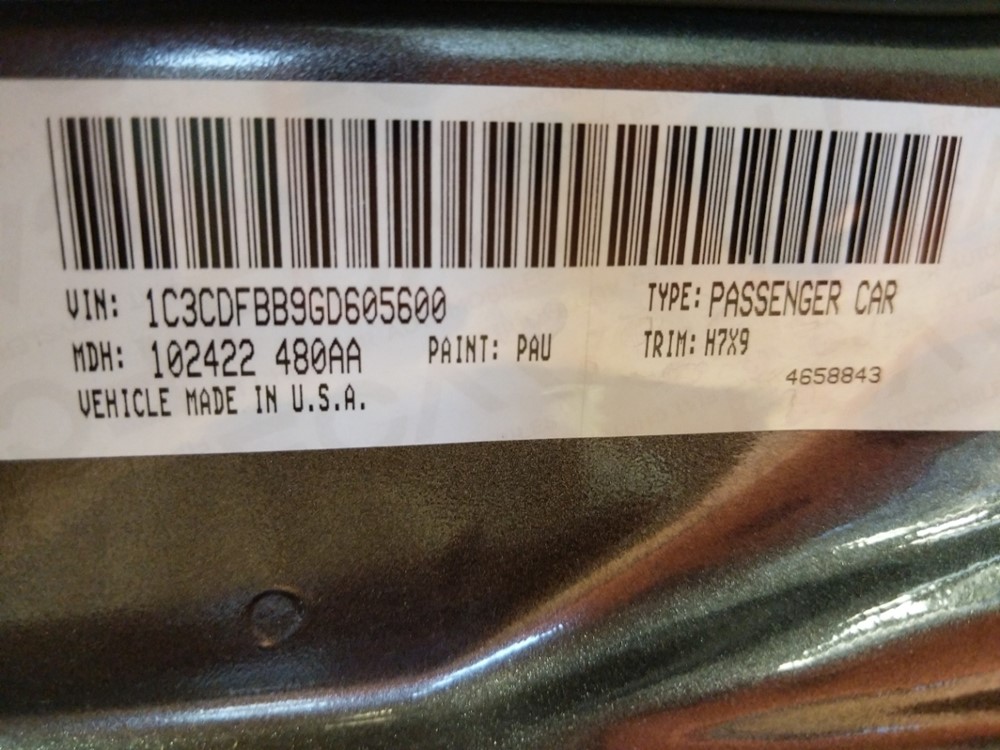 VIN: 1C3CDFBB9GD605600 TYPE: PASSENGER CAR
MDH: 102422 480AA PAINT: PAU TRIM: H7X9
VEHICLE MADE IN U.S.A. 4658843